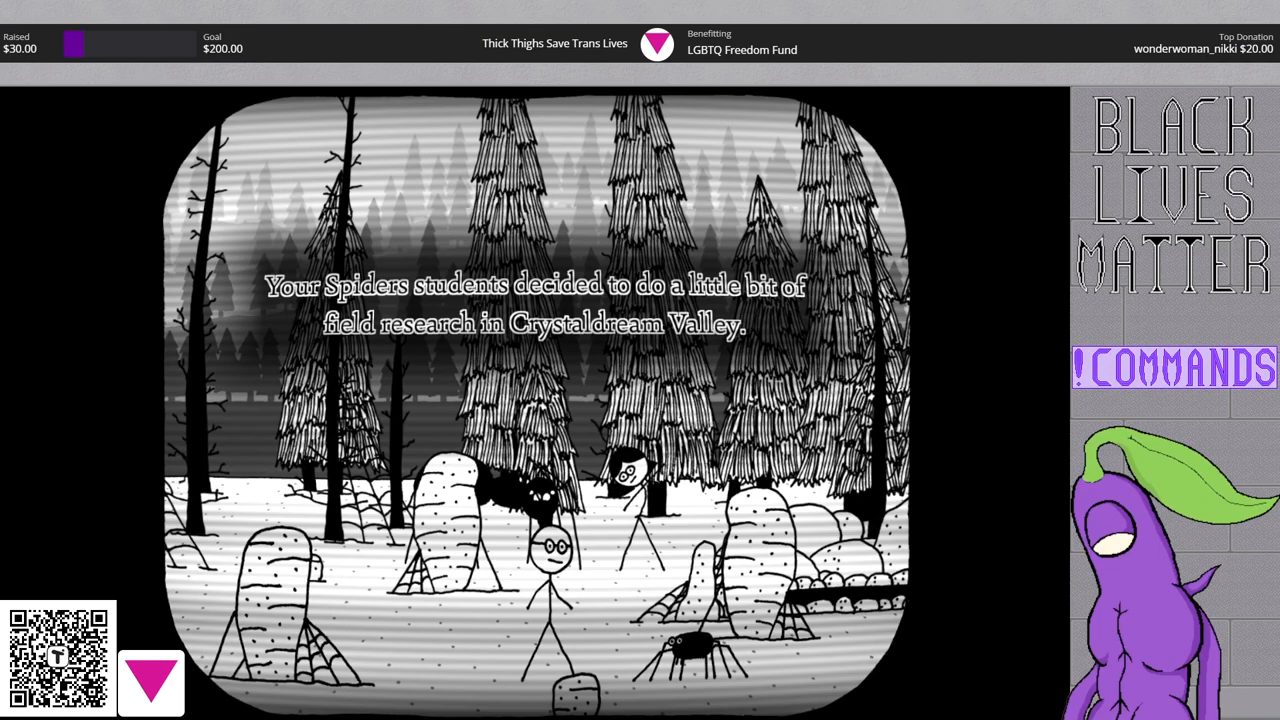 Raised
$30.00
Goal
$200.00
Thick Thighs Save Trans Lives
Benefitting
LGBTQ Freedom Fund
Top Donation
wonderwoman_nikki $20.00
BLACK
LIVES
MATTER
Your Spiders students decided to do a little bit of
field research in Crystaldream Valley.
!COMMANDS
T